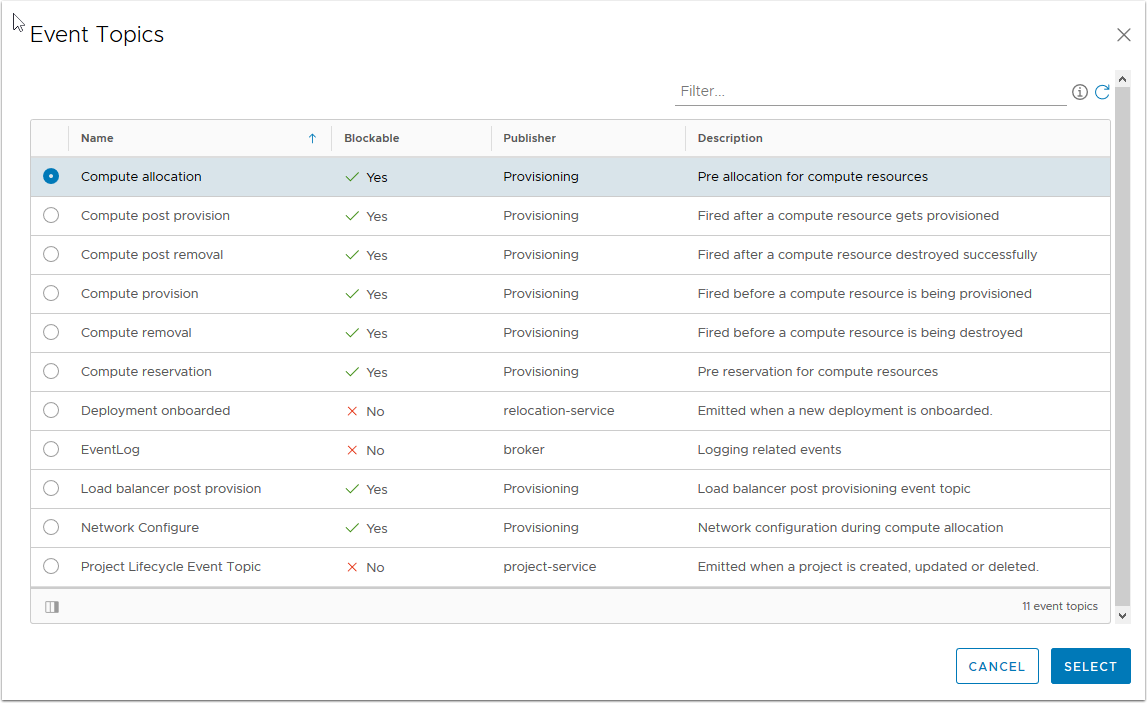 Event Topics
Filter...
Name Blockable Publisher Description
Compute allocation Yes Provisioning Pre allocation for compute resources
Compute post provision Yes Provisioning Fired after a compute resource gets provisioned
Compute post removal Yes Provisioning Fired after a compute resource destroyed successfully
Compute provision Yes Provisioning Fired before a compute resource is being provisioned
Compute removal Yes Provisioning Fired before a compute resource is being destroyed
Compute reservation Yes Provisioning Pre reservation for compute resources
Deployment onboarded No relocation-service Emitted when a new deployment is onboarded.
EventLog No broker Logging related events
Load balancer post provision Yes Provisioning Load balancer post provisioning event topic
Network Configure Yes Provisioning Network configuration during compute allocation
Project Lifecycle Event Topic No project-service Emitted when a project is created, updated or deleted.
11 event topics
CANCEL SELECT